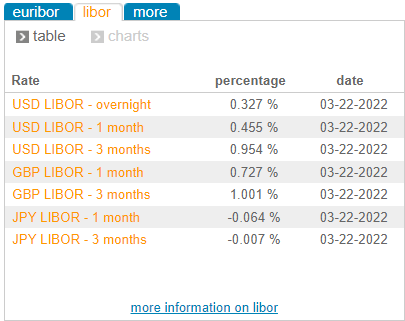 euribor libor more
table charts
Rate percentage date
USD LIBOR - overnight 0.327 % 03-22-2022
USD LIBOR - 1 month 0.455 % 03-22-2022
USD LIBOR - 3 months 0.954 % 03-22-2022
GBP LIBOR - 1 month 0.727 % 03-22-2022
GBP LIBOR - 3 months 1.001 % 03-22-2022
JPY LIBOR - 1 month -0.064 % 03-22-2022
JPY LIBOR - 3 months -0.007 % 03-22-2022
more information on libor